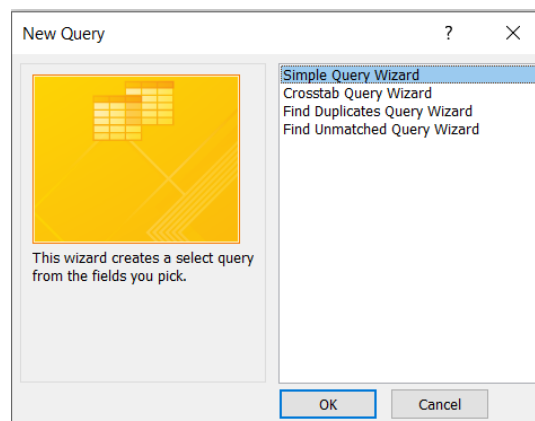 New Query
?
Simple Query Wizard
Crosstab Query Wizard
Find Duplicates Query Wizard
Find Unmatched Query Wizard
This wizard creates a select query
from the fields you pick.
OK
Cancel